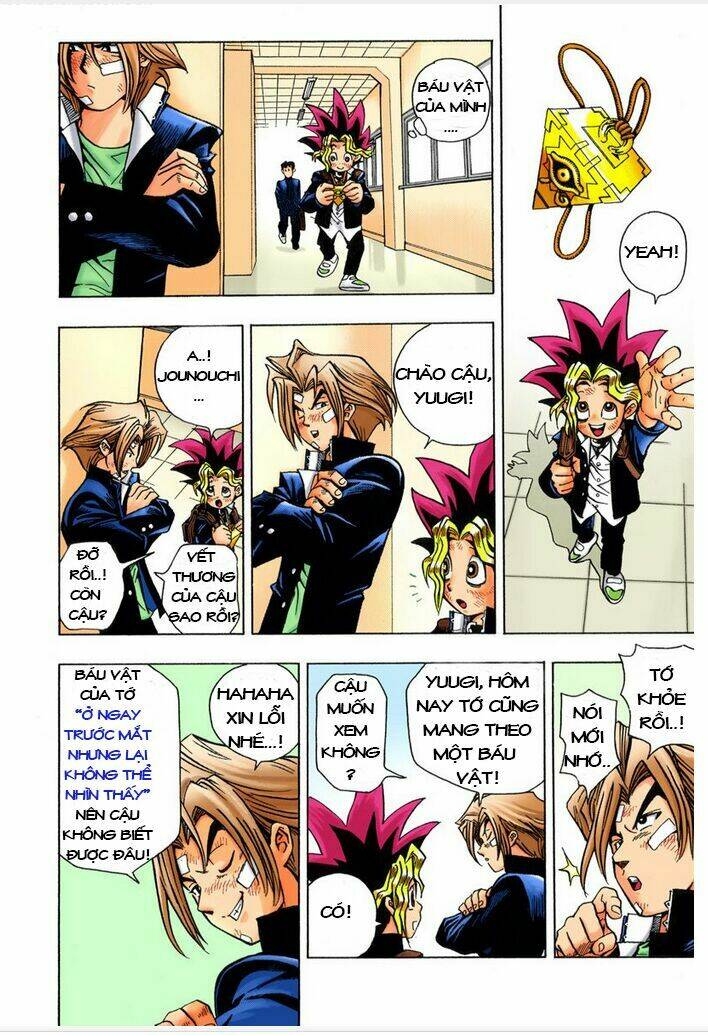 YEAH!
BÁU VẬT
CỦA MÌNH
....
CHÀO CẬU,
YUUGI!
A..!
JOUNOUCHI
...
VẾT
THƯƠNG
CỦA CẬU
SAO RỒI?
ĐỠ
RỒI..!
CÒN
CẬU?
TỚ
KHỎE
RỒI..!
NÓI
MỚI
NHỚ..
YUUGI, HÔM
NAY TỚ CŨNG
MANG THEO
MỘT BÁU
VẬT!
CẬU
MUỐN
XEM
KHÔNG
?
CÓ!
HAHAHA
XIN LỖI
NHÉ...!
BÁU VẬT
CỦA TỚ
"Ở NGAY
TRƯỚC MẮT
NHƯNG LẠI
KHÔNG THỂ
NHÌN THẤY"
NÊN CẬU
KHÔNG BIẾT
ĐƯỢC ĐÂU!